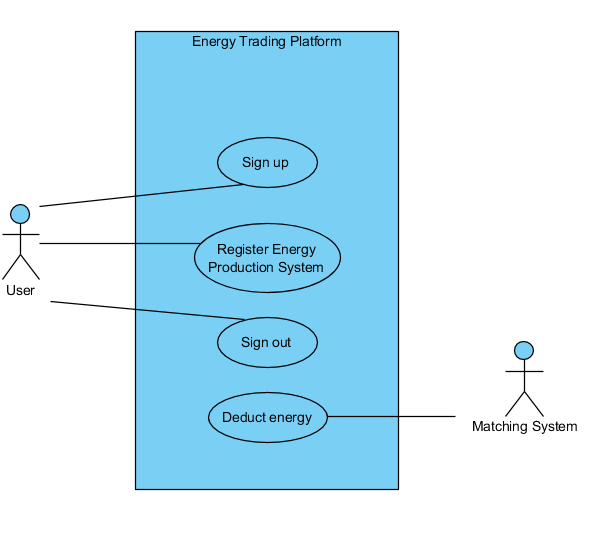 Energy Trading Platform
Sign up
Register Energy
Production System
User
Sign out
Deduct energy
Matching System